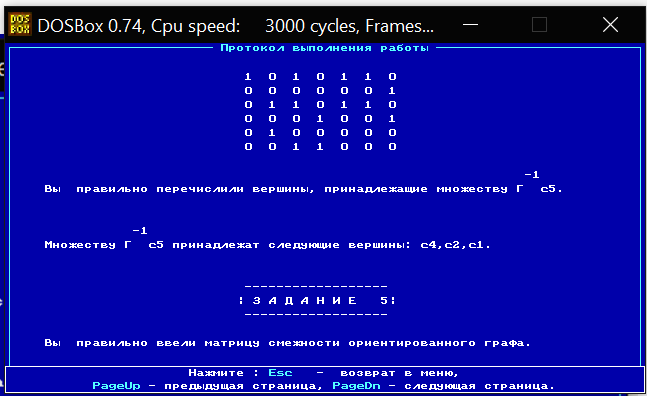 DOSBox 0.74, Cpu speed: 3000 cycles, Frames...
Протокол выполнения работы
1 0 1 0 1 1 0
0 0 0 0 0 0 1
0 1 1 0 1 1 0
0 0 0 1 0 0 1
0 1 0 0 0 0 0
0 0 1 1 0 0 0
-1
Вы правильно перечислили вершины, принадлежащие множеству Г c5.
-1
Множеству Г c5 принадлежат следующие вершины: c4,c2,c1.
------------------
¦ З А Д А Н И Е 5¦
------------------
Вы правильно ввели матрицу смежности ориентированного графа.
Нажмите : Esc - возврат в меню,
PageUp - предыдущая страница, PageDn - следующая страница.